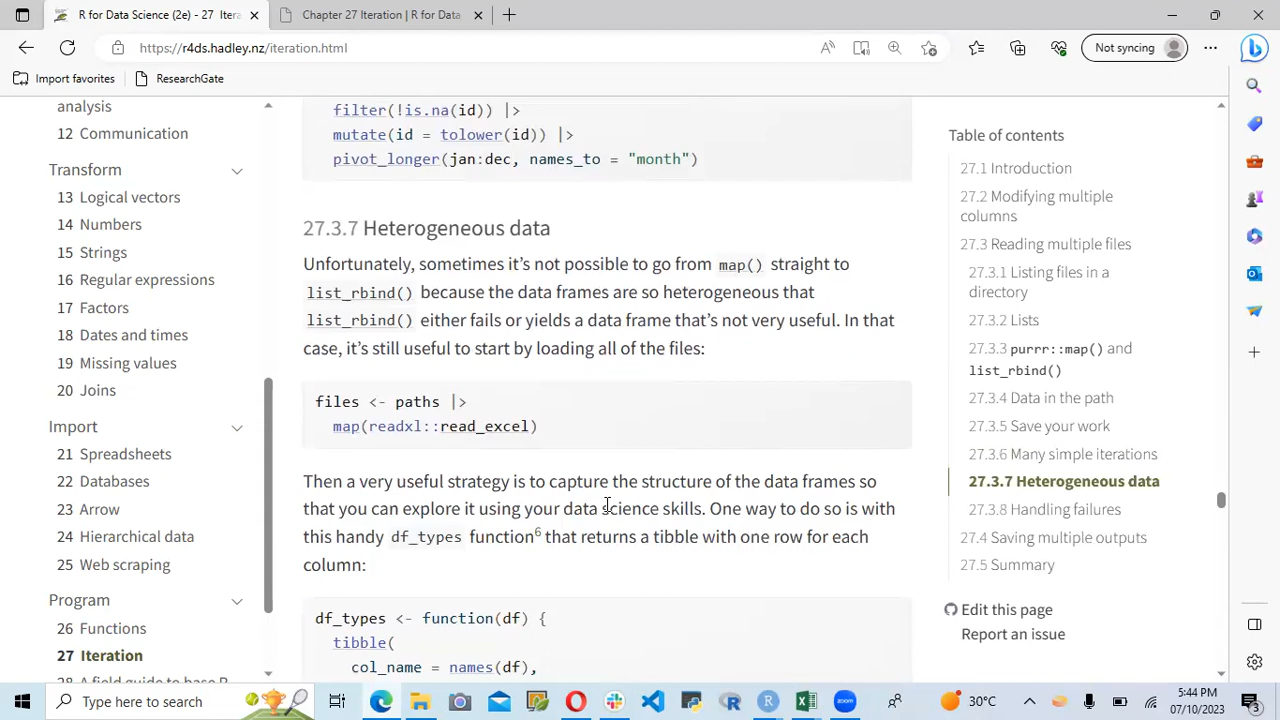 R for Data Science (2e) - 27 Itera
Chapter 27 Iteration | R for Data
https://r4ds.hadley.nz/iteration.html
Not syncing
Import favorites
ResearchGate
analysis
12 Communication
Transform
13 Logical vectors
14 Numbers
15 Strings
16 Regular expressions
17 Factors
18 Dates and times
19 Missing values
20 Joins
Import
21 Spreadsheets
22 Databases
23 Arrow
24 Hierarchical data
25 Web scraping
Program
26 Functions
27 Iteration
28 A field guide to base R
filter(!is.na(id)) |>
mutate(id = tolower(id)) |>
pivot_longer(jan:dec, names_to = "month")
27.3.7 Heterogeneous data
Unfortunately, sometimes it’s not possible to go from map() straight to
list_rbind() because the data frames are so heterogeneous that
list_rbind() either fails or yields a data frame that’s not very useful. In that
case, it’s still useful to start by loading all of the files:
files <- paths |>
map(readxl::read_excel)
Then a very useful strategy is to capture the structure of the data frames so
that you can explore it using your data science skills. One way to do so is with
this handy df_types function6 that returns a tibble with one row for each
column:
df_types <- function(df) {
tibble(
col_name = names(df),
Table of contents
27.1 Introduction
27.2 Modifying multiple
columns
27.3 Reading multiple files
27.3.1 Listing files in a
directory
27.3.2 Lists
27.3.3 purrr::map() and
list_rbind()
27.3.4 Data in the path
27.3.5 Save your work
27.3.6 Many simple iterations
27.3.7 Heterogeneous data
27.3.8 Handling failures
27.4 Saving multiple outputs
27.5 Summary
Edit this page
Report an issue
Type here to search
30°C
5:44 PM
07/10/2023
3